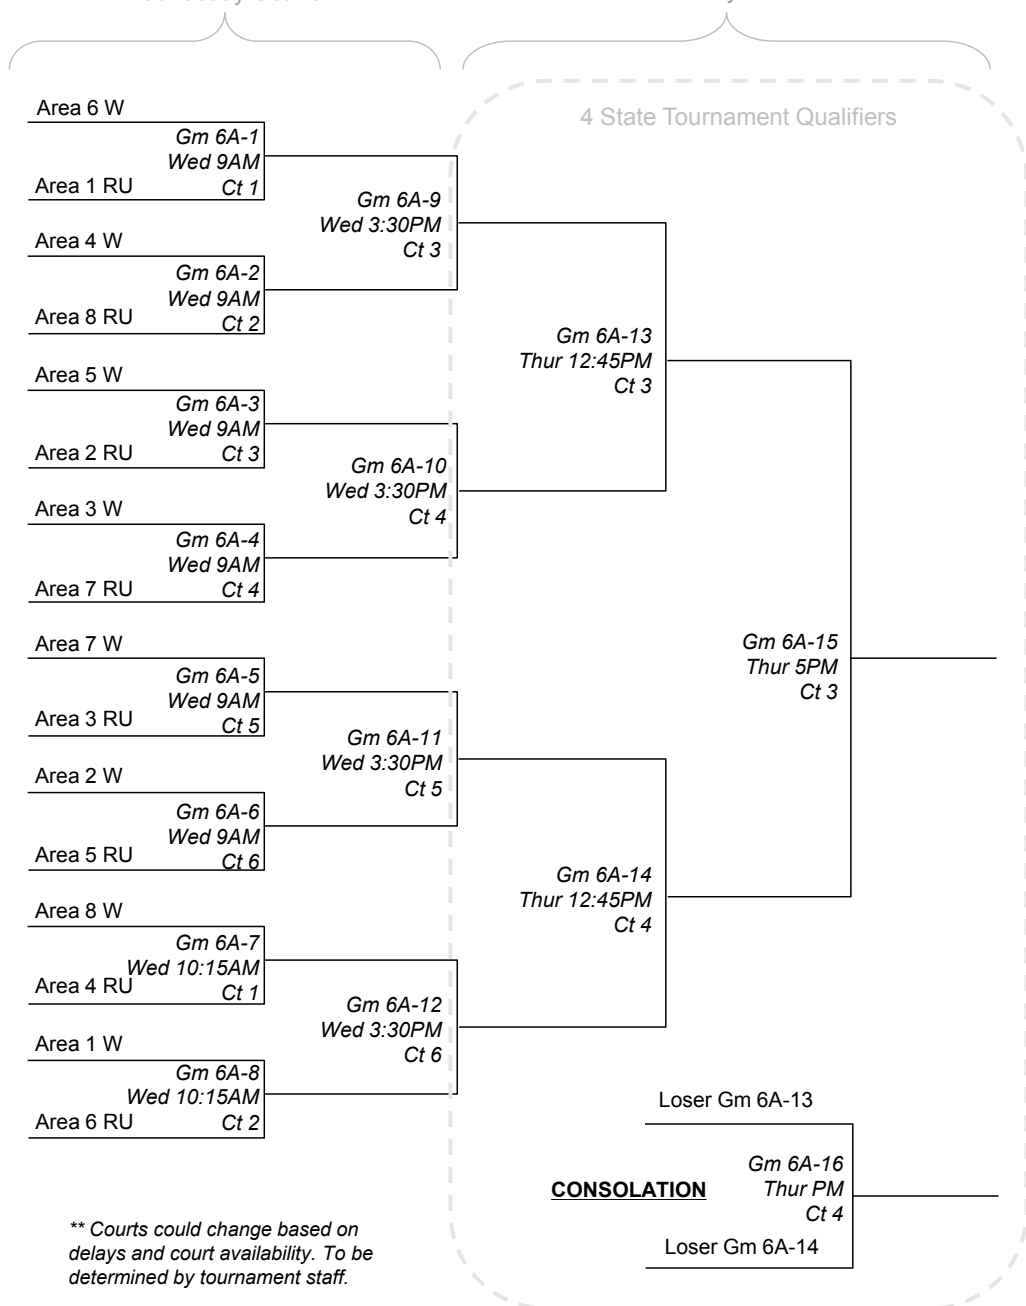 4 State Tournament Qualifiers
Area 6 W
Gm 6A-1
Wed 9AM
Ct 1
Area 1 RU
Gm 6A-9
Wed 3:30PM
Ct 3
Area 4 W
Gm 6A-2
Wed 9AM
Ct 2
Area 8 RU
Gm 6A-13
Thur 12:45PM
Ct 3
Area 5 W
Gm 6A-3
Wed 9AM
Ct 3
Area 2 RU
Gm 6A-10
Wed 3:30PM
Ct 4
Area 3 W
Gm 6A-4
Wed 9AM
Ct 4
Area 7 RU
Gm 6A-15
Thur 5PM
Ct 3
Area 7 W
Gm 6A-5
Wed 9AM
Ct 5
Area 3 RU
Gm 6A-11
Wed 3:30PM
Ct 5
Area 2 W
Gm 6A-6
Wed 9AM
Ct 6
Area 5 RU
Gm 6A-14
Thur 12:45PM
Ct 4
Area 8 W
Gm 6A-7
Wed 10:15AM
Ct 1
Area 4 RU
Gm 6A-12
Wed 3:30PM
Ct 6
Area 1 W
Gm 6A-8
Wed 10:15AM
Ct 2
Area 6 RU
Loser Gm 6A-13
Gm 6A-16
CONSOLATION Thur PM
Ct 4
Loser Gm 6A-14
** Courts could change based on
delays and court availability. To be
determined by tournament staff.